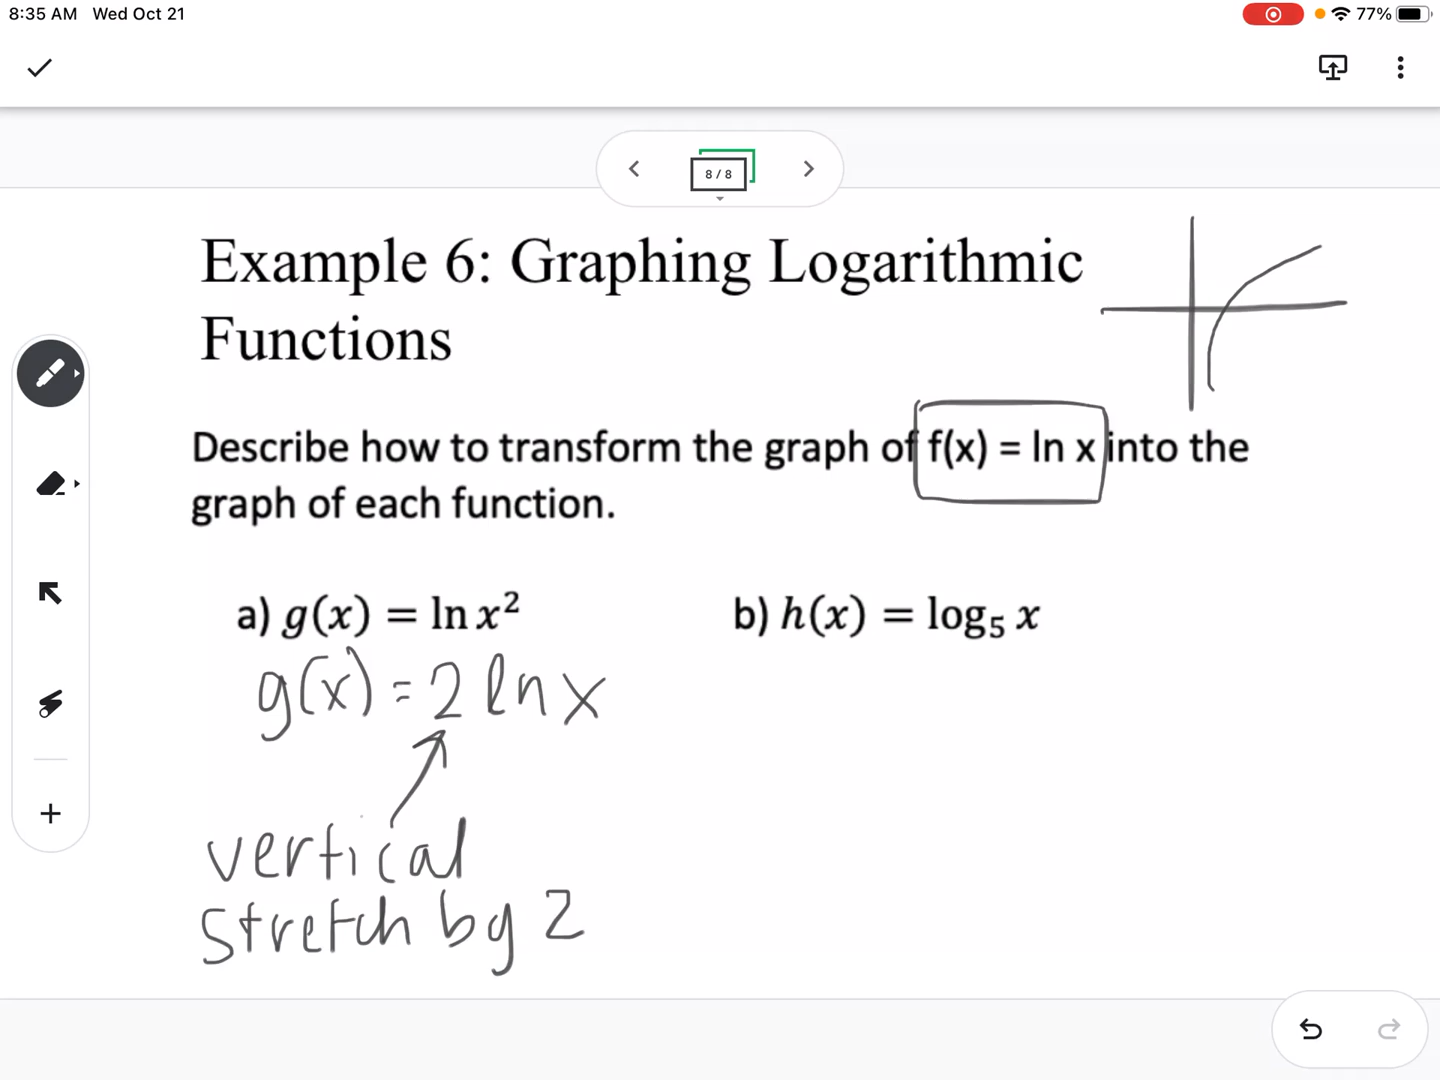 8:35 AM Wed Oct 21
77%
8 / 8
Example 6: Graphing Logarithmic
Functions
Describe how to transform the graph of f(x) = ln x into the
graph of each function.
a) g(x) = ln x² b) h(x) = log₅ x
g(x) = 2 ln x
vertical
stretch by 2